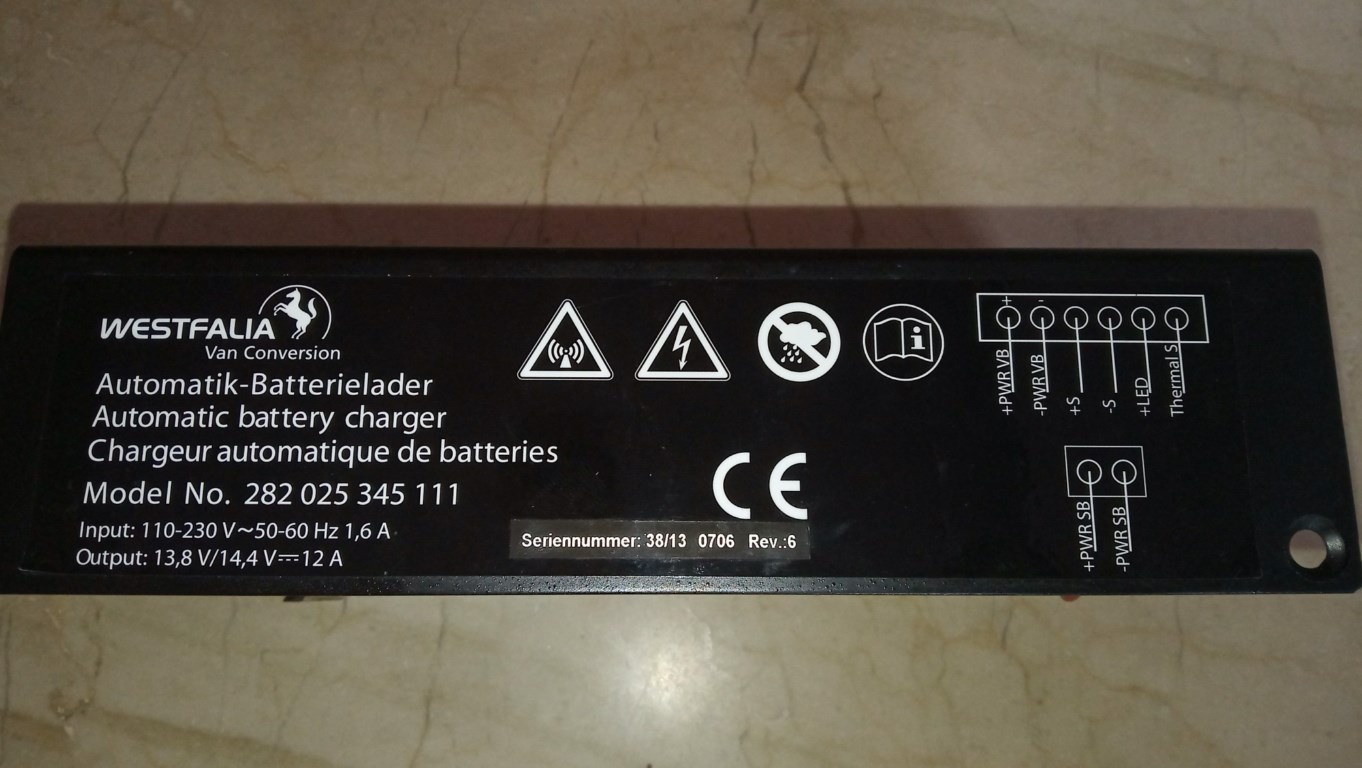 WESTFALIA
Van Conversion
Automatik-Batterielader
Automatic battery charger
Chargeur automatique de batteries
Model No. 282 025 345 111
Input: 110-230 V~50-60 Hz 1,6 A
Output: 13,8 V/14,4 V⎓12 A
CE
Seriennummer: 38/13 0706 Rev.:6
+ -
+PWR VB
-PWR VB
+S
-S
+LED
Thermal S
+PWR SB
-PWR SB